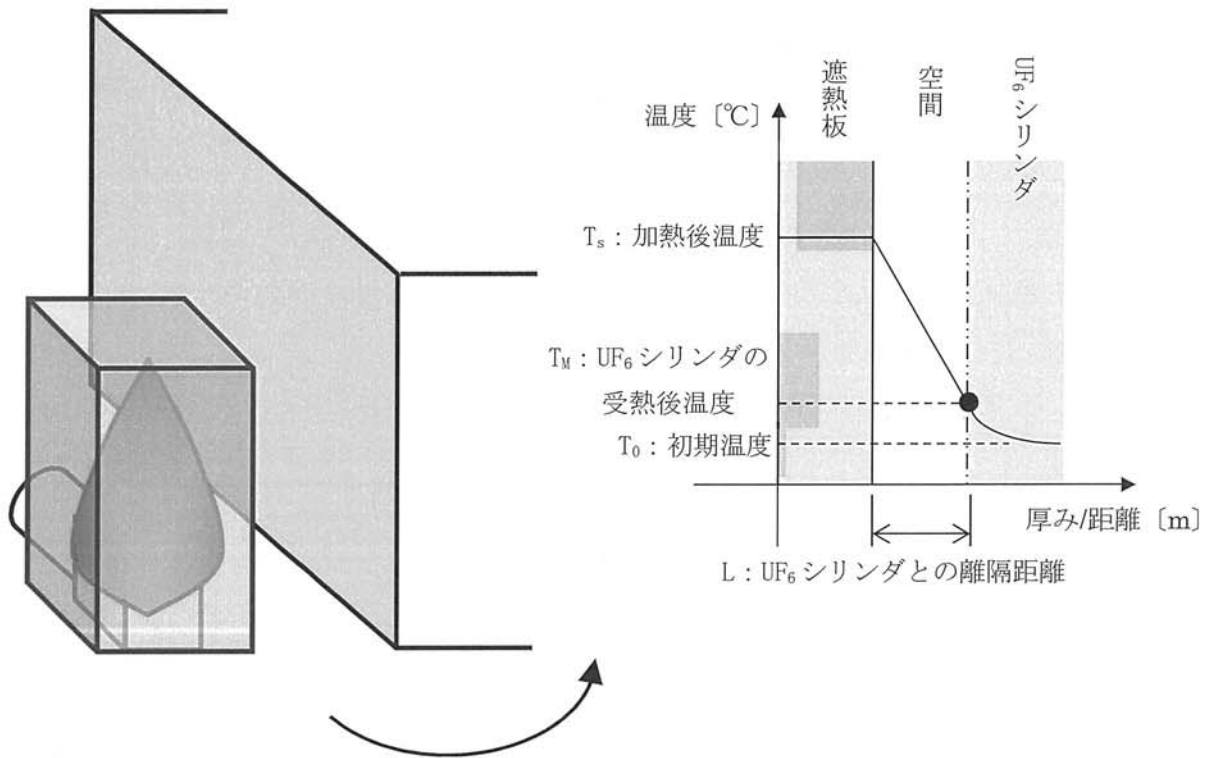 遮熱板
空間
UF₆シリンダ
温度〔℃〕
Tₛ：加熱後温度
T_M：UF₆シリンダの
受熱後温度
T₀：初期温度
厚み/距離〔m〕
L：UF₆シリンダとの離隔距離